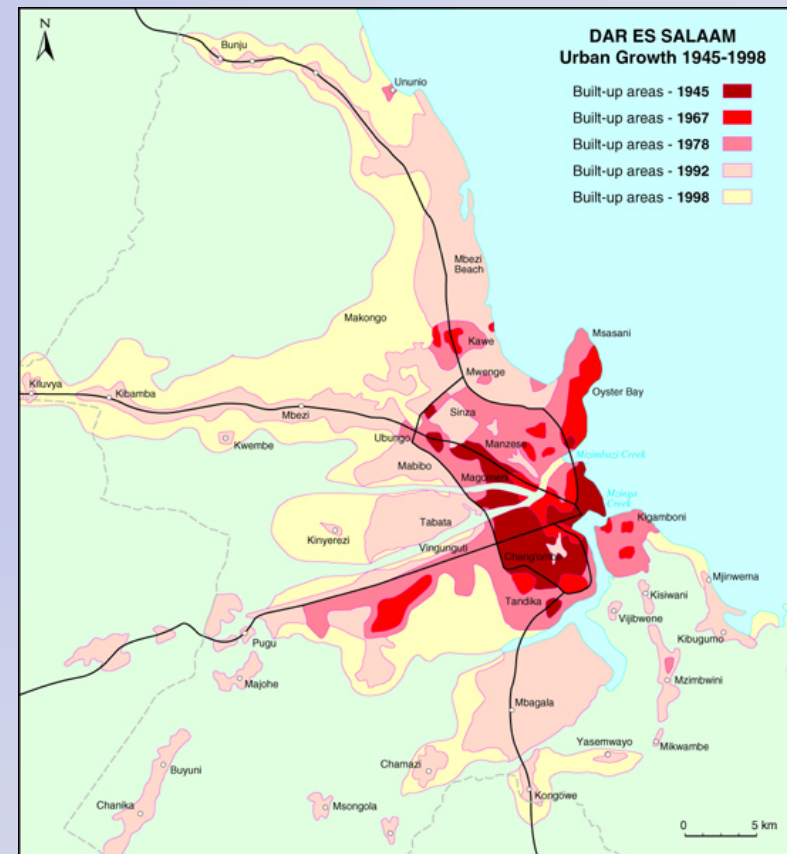 N
DAR ES SALAAM
Urban Growth 1945-1998
Built-up areas - 1945
Built-up areas - 1967
Built-up areas - 1978
Built-up areas - 1992
Built-up areas - 1998
Bunju
Ununio
Mbezi
Beach
Makongo
Msasani
Kawe
Mwenge
Kiluvya
Kibamba
Oyster Bay
Mbezi
Sinza
Ubungo
Manzese
Kwembe
Mzimbazi Creek
Mabibo
Magomeni
Mzinga
Creek
Kigamboni
Tabata
Kinyerezi
Vingunguti
Chang'ombe
Mjinwema
Kisiwani
Tandika
Vijibwene
Kibugumo
Pugu
Majohe
Mzimbwini
Mbagala
Yasemwayo
Mikwambe
Chamazi
Buyuni
Kongowe
Chanika
Msongola
0 5 km